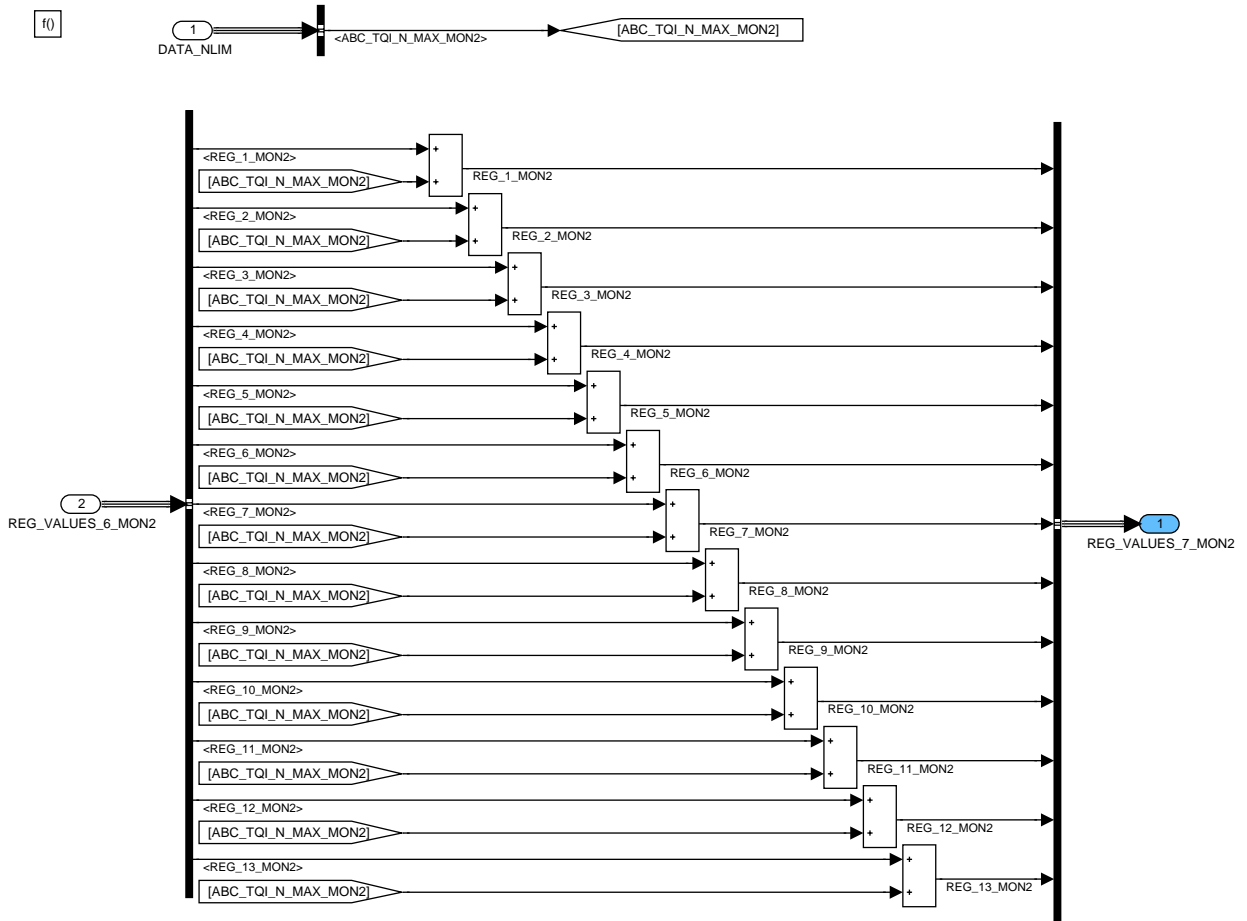 f()
1
DATA_NLIM
<ABC_TQI_N_MAX_MON2>
[ABC_TQI_N_MAX_MON2]
<REG_1_MON2>
[ABC_TQI_N_MAX_MON2]
+
+
REG_1_MON2
<REG_2_MON2>
[ABC_TQI_N_MAX_MON2]
+
+
REG_2_MON2
<REG_3_MON2>
[ABC_TQI_N_MAX_MON2]
+
+
REG_3_MON2
<REG_4_MON2>
[ABC_TQI_N_MAX_MON2]
+
+
REG_4_MON2
<REG_5_MON2>
[ABC_TQI_N_MAX_MON2]
+
+
REG_5_MON2
<REG_6_MON2>
[ABC_TQI_N_MAX_MON2]
+
+
REG_6_MON2
2
REG_VALUES_6_MON2
<REG_7_MON2>
[ABC_TQI_N_MAX_MON2]
+
+
REG_7_MON2
1
REG_VALUES_7_MON2
<REG_8_MON2>
[ABC_TQI_N_MAX_MON2]
+
+
REG_8_MON2
<REG_9_MON2>
[ABC_TQI_N_MAX_MON2]
+
+
REG_9_MON2
<REG_10_MON2>
[ABC_TQI_N_MAX_MON2]
+
+
REG_10_MON2
<REG_11_MON2>
[ABC_TQI_N_MAX_MON2]
+
+
REG_11_MON2
<REG_12_MON2>
[ABC_TQI_N_MAX_MON2]
+
+
REG_12_MON2
<REG_13_MON2>
[ABC_TQI_N_MAX_MON2]
+
+
REG_13_MON2